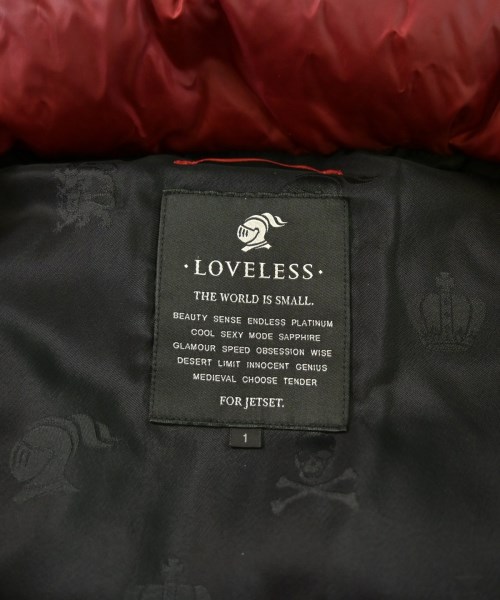 · LOVELESS ·
THE WORLD IS SMALL.
BEAUTY SENSE ENDLESS PLATINUM
COOL SEXY MODE SAPPHIRE
GLAMOUR SPEED OBSESSION WISE
DESERT LIMIT INNOCENT GENIUS
MEDIEVAL CHOOSE TENDER
FOR JETSET.
1